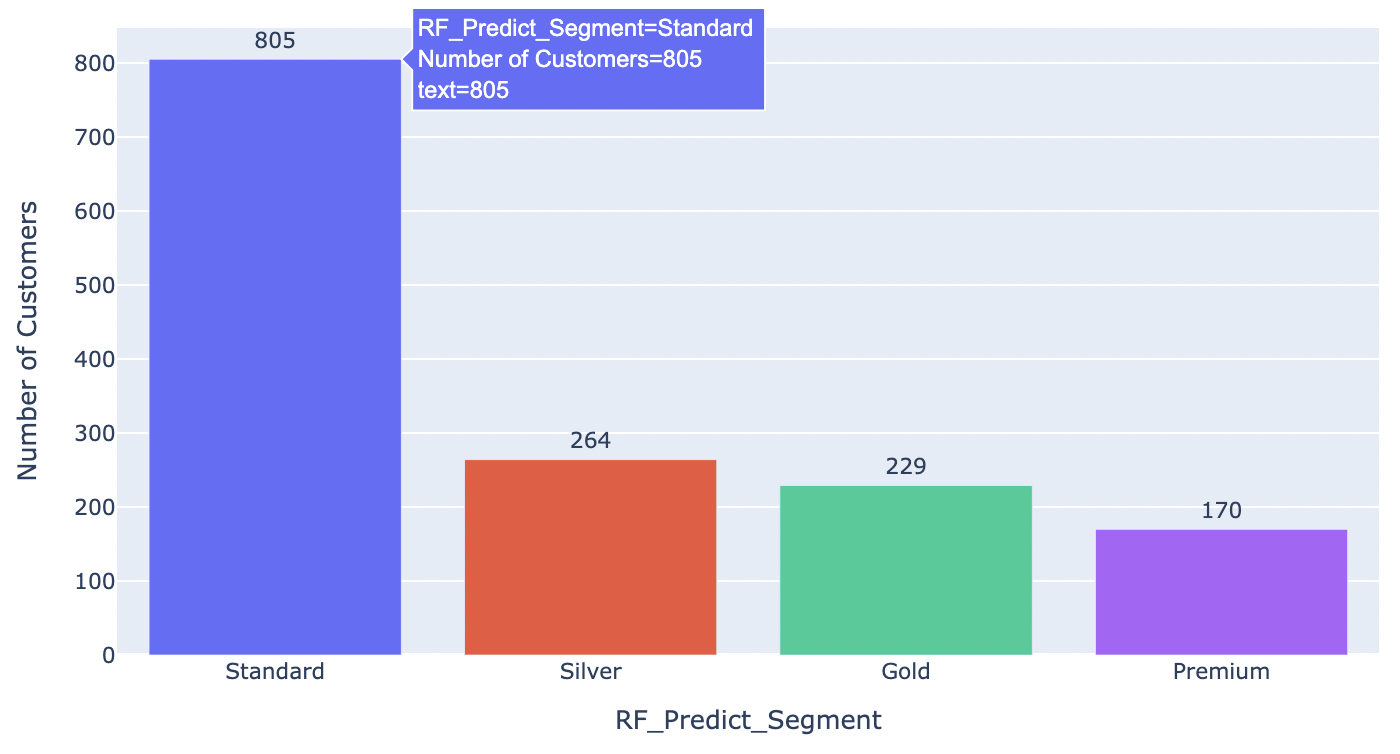 805
RF_Predict_Segment=Standard
Number of Customers=805
text=805
800
700
600
500
400
300
200
100
0
Number of Customers
264
229
170
Standard
Silver
Gold
Premium
RF_Predict_Segment